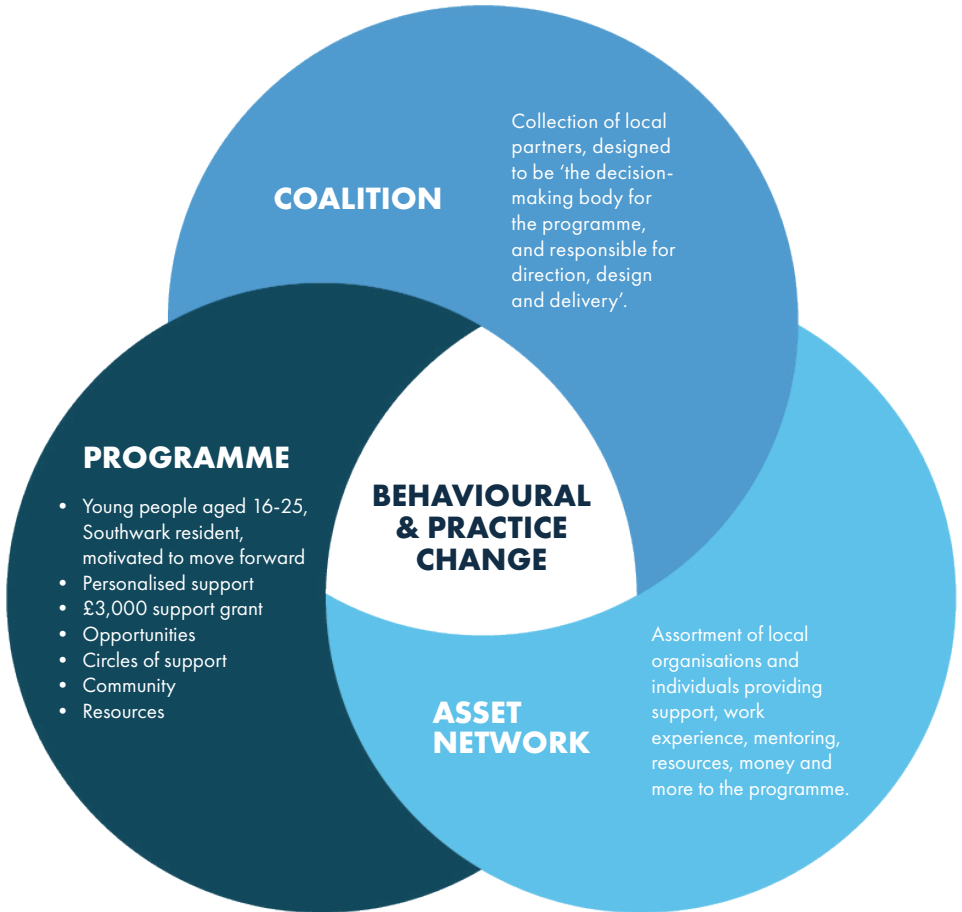 COALITION
Collection of local
partners, designed
to be ‘the decision-
making body for
the programme,
and responsible for
direction, design
and delivery’.
PROGRAMME
• Young people aged 16-25,
Southwark resident,
motivated to move forward
• Personalised support
• £3,000 support grant
• Opportunities
• Circles of support
• Community
• Resources
BEHAVIOURAL
& PRACTICE
CHANGE
ASSET
NETWORK
Assortment of local
organisations and
individuals providing
support, work
experience, mentoring,
resources, money and
more to the programme.